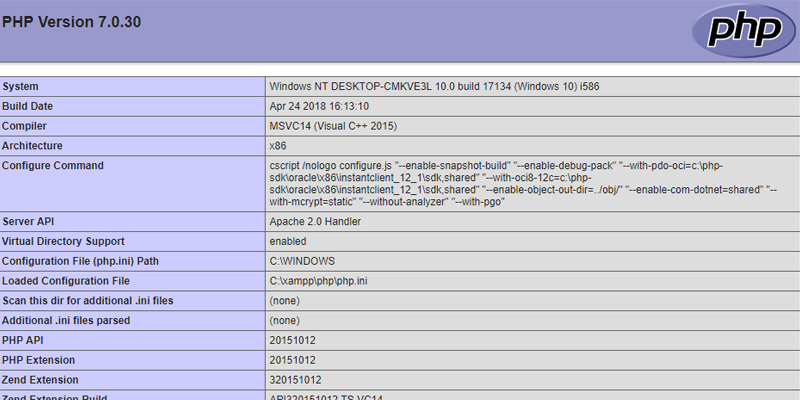 PHP Version 7.0.30
php
System Windows NT DESKTOP-CMKVE3L 10.0 build 17134 (Windows 10) i586
Build Date Apr 24 2018 16:13:10
Compiler MSVC14 (Visual C++ 2015)
Architecture x86
Configure Command cscript /nologo configure.js "--enable-snapshot-build" "--enable-debug-pack" "--with-pdo-oci=c:\php-
sdk\oracle\x86\instantclient_12_1\sdk,shared" "--with-oci8-12c=c:\php-
sdk\oracle\x86\instantclient_12_1\sdk,shared" "--enable-object-out-dir=../obj/" "--enable-com-dotnet=shared" "--
with-mcrypt=static" "--without-analyzer" "--with-pgo"
Server API Apache 2.0 Handler
Virtual Directory Support enabled
Configuration File (php.ini) Path C:\WINDOWS
Loaded Configuration File C:\xampp\php\php.ini
Scan this dir for additional .ini files (none)
Additional .ini files parsed (none)
PHP API 20151012
PHP Extension 20151012
Zend Extension 320151012
Zend Extension Build API320151012,TS,VC14